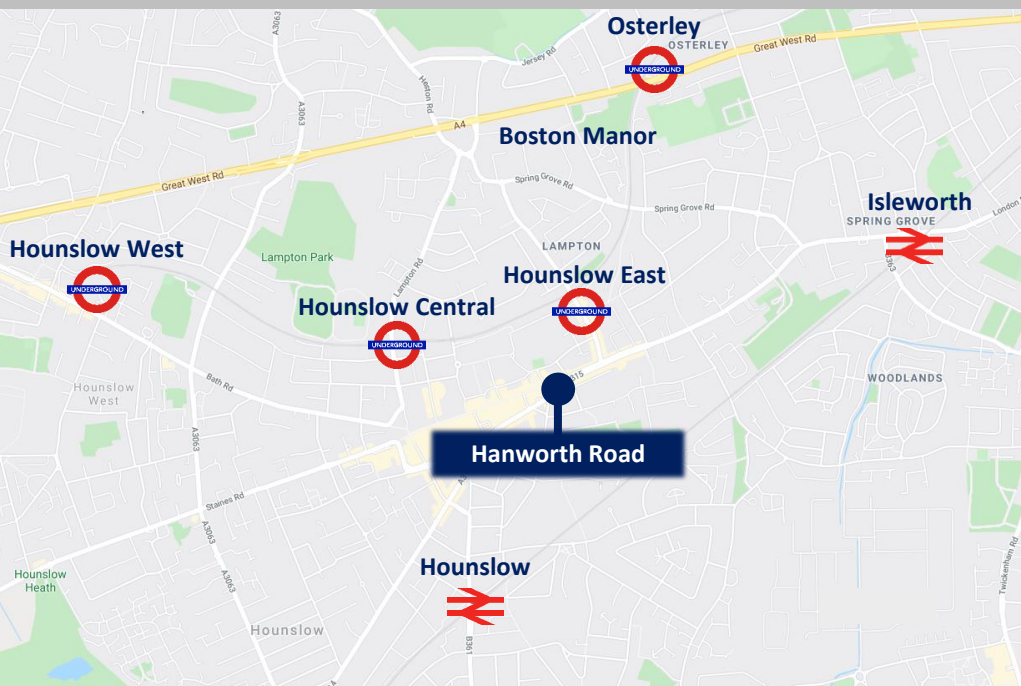 Osterley
OSTERLEY
Great West Rd
A3063
Jersey Rd
UNDERGROUND
Heston Rd
A3063
A4
Boston Manor
Great West Rd
Spring Grove Rd
Isleworth
Spring Grove Rd
SPRING GROVE
London
Hounslow West
LAMPTON
Lampton Park
Lampton Rd
Hounslow East
UNDERGROUND
Hounslow Central
UNDERGROUND
UNDERGROUND
Bath Rd
Hounslow
West
WOODLANDS
A3063
Hanworth Road
Staines Rd
A3063
Hounslow
Heath
Hounslow
A3063
Twickenham Rd
Hounslow
B361